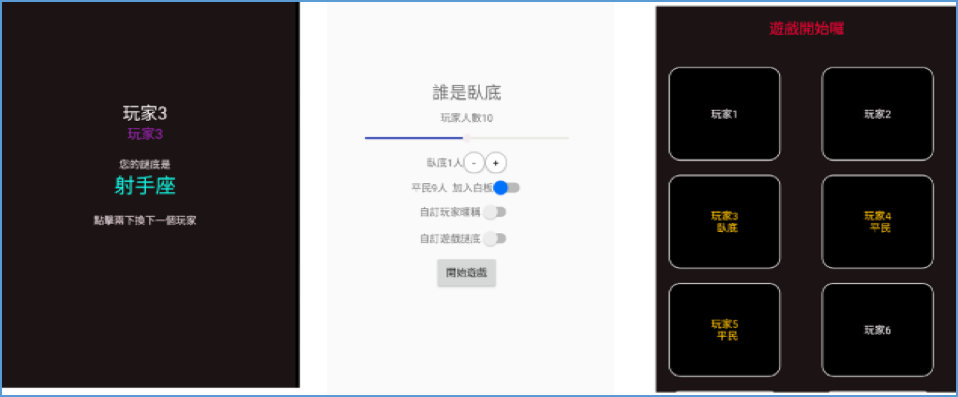 玩家3
玩家3
您的謎底是
射手座
點擊兩下換下一個玩家
誰是臥底
玩家人數10
臥底1人 - +
平民9人 加入白板
自訂玩家暱稱
自訂遊戲謎底
開始遊戲
遊戲開始囉
玩家1
玩家2
玩家3
臥底
玩家4
平民
玩家5
平民
玩家6